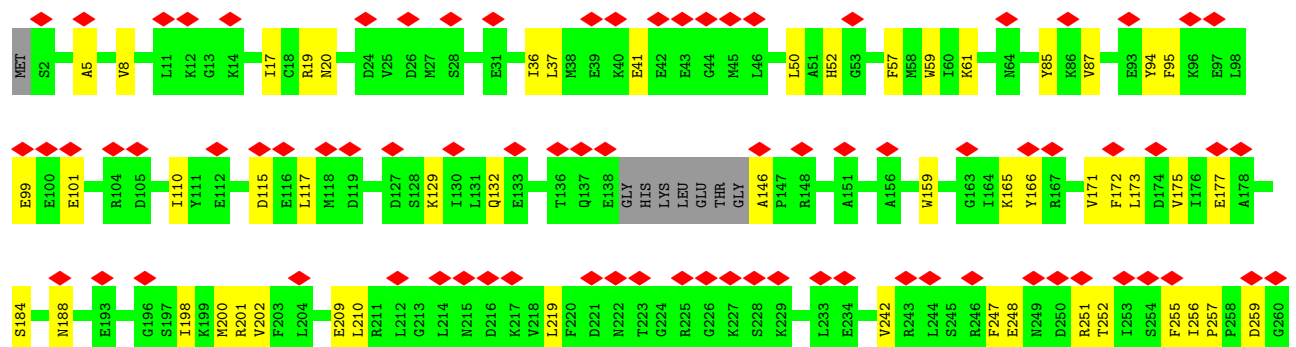 MET S2 A5 V8 L11 K12 G13 K14 I17 C18 R19 N20 D24 V25 D26 M27 S28 E31 I36 L37 M38 E39 K40 E41 E42 E43 G44 M45 L46 L50 A51 H52 G53 F57 M58 W59 I60 K61 N64 Y85 K86 V87 E93 Y94 F95 K96 E97 L98
E99 E100 E101 R104 D105 I110 Y111 E112 D115 E116 L117 M118 D119 D127 S128 K129 I130 L131 Q132 E133 T136 Q137 E138 GLY HIS LYS LEU GLU THR GLY A146 P147 R148 A151 A156 W159 G163 I164 K165 Y166 R167 V171 F172 L173 D174 V175 I176 E177 A178
S184 N188 E193 G196 S197 I198 K199 M200 R201 V202 F203 L204 E209 L210 R211 L212 G213 L214 N215 D216 K217 V218 L219 F220 D221 N222 T223 G224 R225 G226 K227 S228 K229 L233 E234 V242 R243 L244 S245 R246 F247 E248 N249 D250 R251 T252 I253 S254 F255 I256 P257 P258 D259 G260